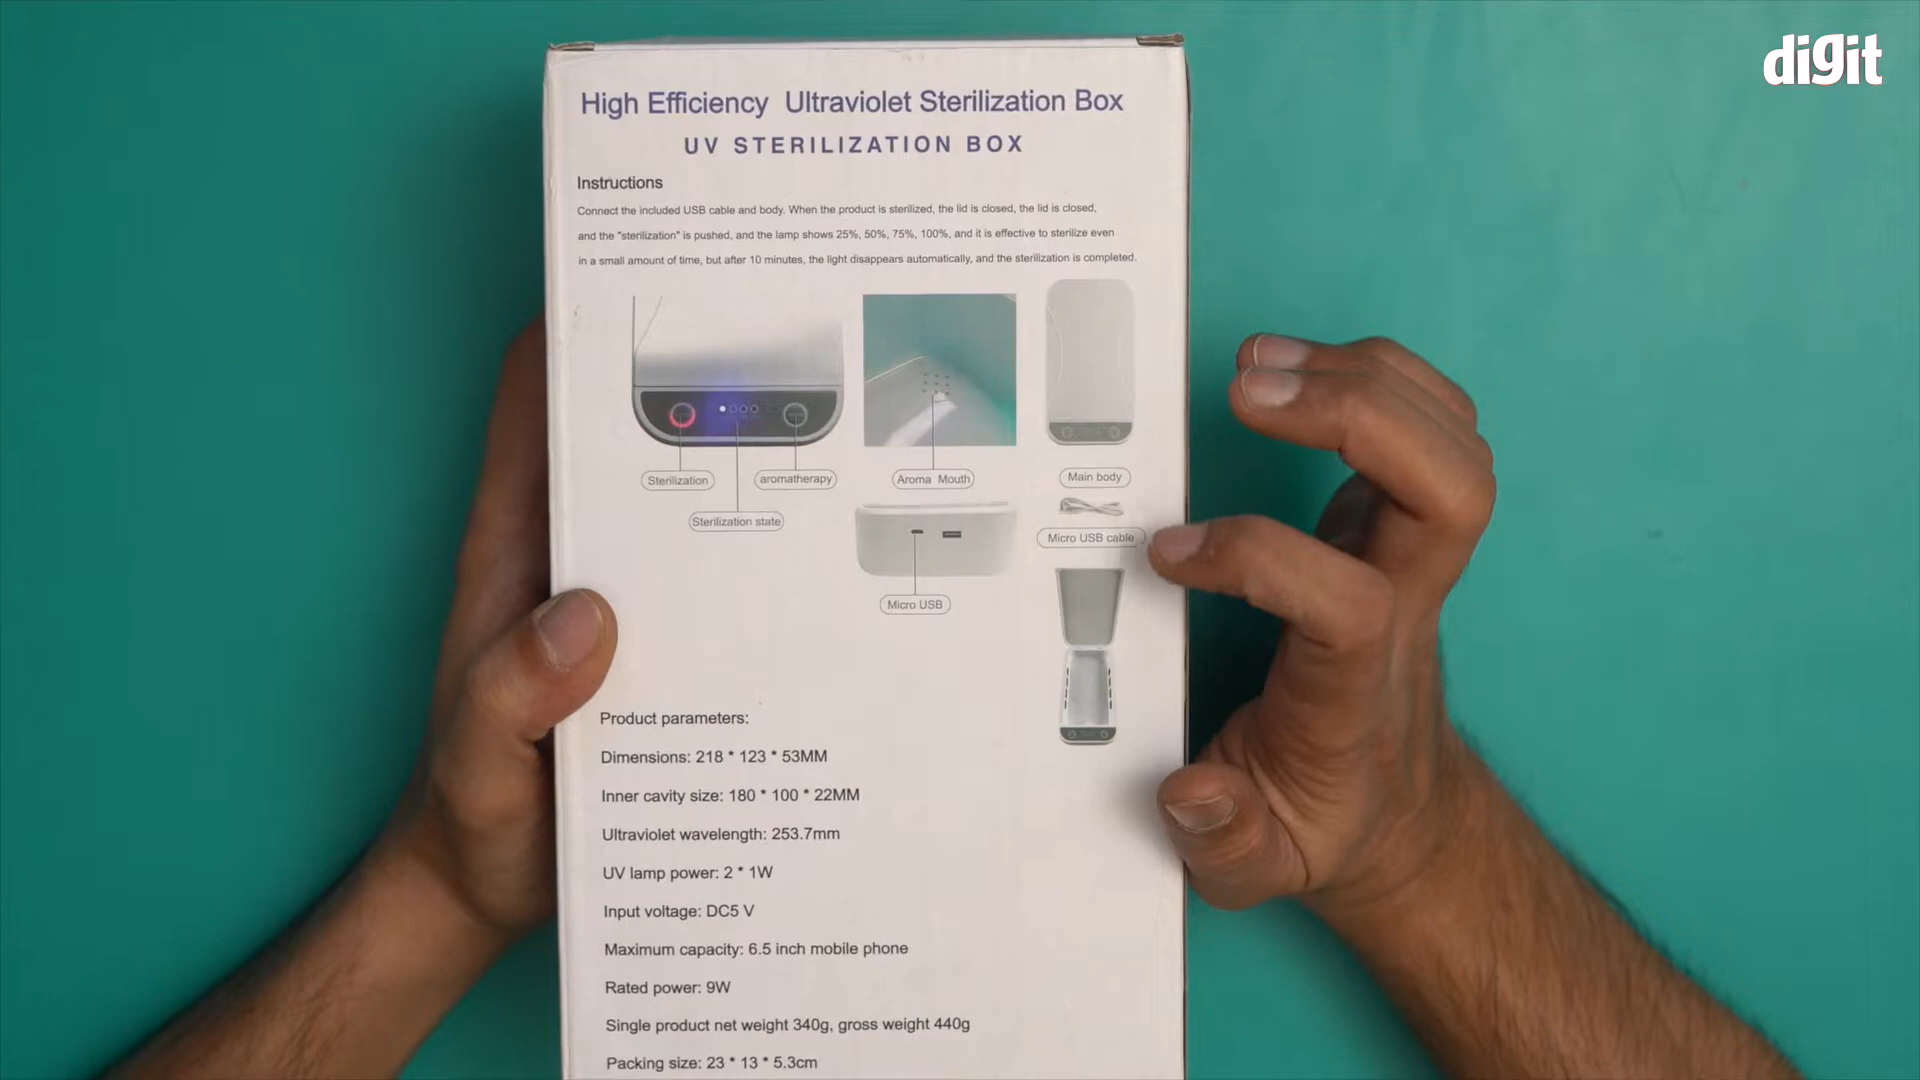 digit
High Efficiency Ultraviolet Sterilization Box
UV STERILIZATION BOX
Instructions
Connect the included USB cable and body. When the product is sterilized, the lid is closed, the lid is closed,
and the "sterilization" is pushed, and the lamp shows 25%, 50%, 75%, 100%, and it is effective to sterilize even
in a small amount of time, but after 10 minutes, the light disappears automatically, and the sterilization is completed.
Sterilization
aromatherapy
Sterilization state
Aroma Mouth
Main body
Micro USB cable
Micro USB
Product parameters:
Dimensions: 218 * 123 * 53MM
Inner cavity size: 180 * 100 * 22MM
Ultraviolet wavelength: 253.7mm
UV lamp power: 2 * 1W
Input voltage: DC5 V
Maximum capacity: 6.5 inch mobile phone
Rated power: 9W
Single product net weight 340g, gross weight 440g
Packing size: 23 * 13 * 5.3cm